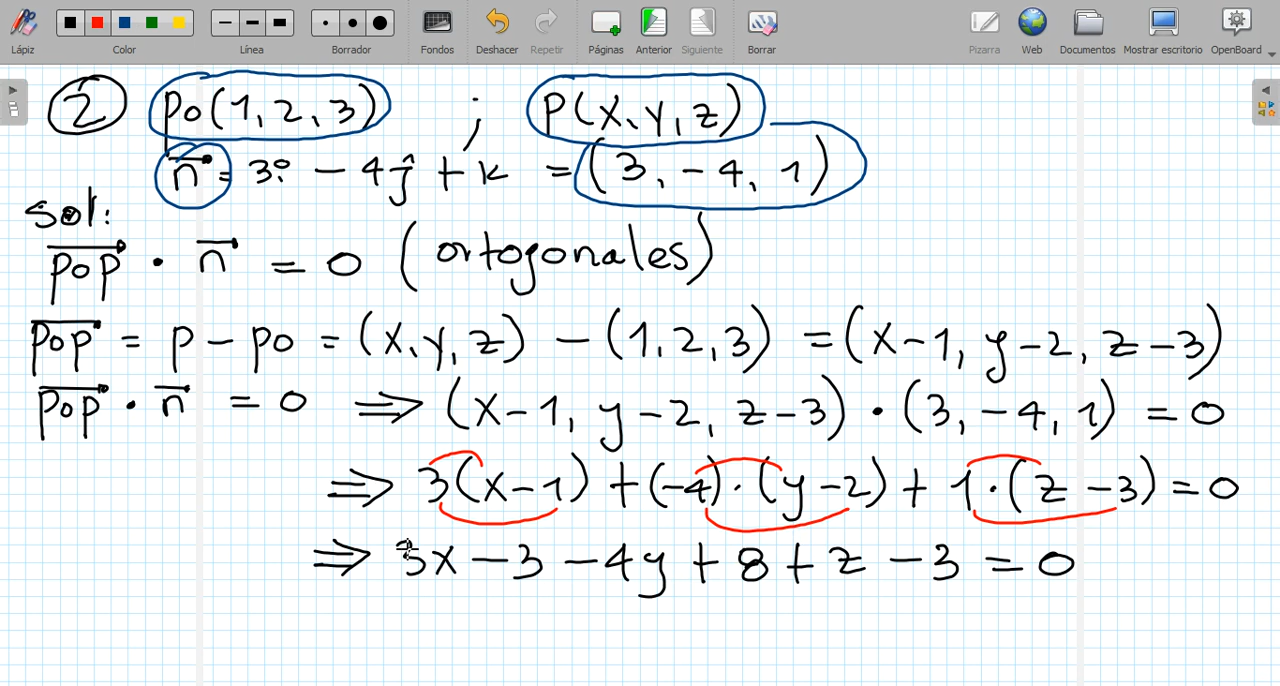 Lápiz Color Línea Borrador Fondos Deshacer Repetir Páginas Anterior Siguiente Borrar Pizarra Web Documentos Mostrar escritorio OpenBoard
2 Po(1,2,3) ; P(x,y,z)
n = 3i - 4ĵ + k = (3, -4, 1)
Sol:
PoP • n = 0 (ortogonales)
PoP = P - Po = (x,y,z) - (1,2,3) = (x-1, y-2, z-3)
PoP • n = 0 ⇒ (x-1, y-2, z-3) • (3, -4, 1) = 0
⇒ 3(x-1) + (-4)•(y-2) + 1•(z-3) = 0
⇒ 3x - 3 - 4y + 8 + z - 3 = 0